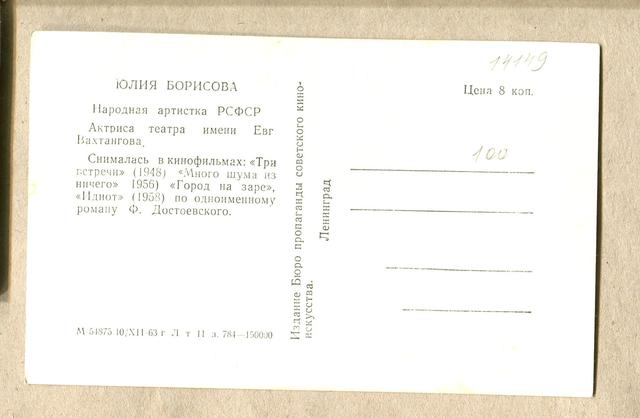 ЮЛИЯ БОРИСОВА
Народная артистка РСФСР
Актриса театра имени Евг
Вахтангова.
Снималась в кинофильмах: «Три
встречи» (1948) «Много шума из
ничего» 1956) «Город на заре»,
«Идиот» (1958) по одноименному
роману Ф. Достоевского.
М-54875 10/XII-63 г Л т П з. 784—150000
Издание Бюро пропаганды советского кино-
искусства.
Ленинград
14149
Цена 8 коп.
100